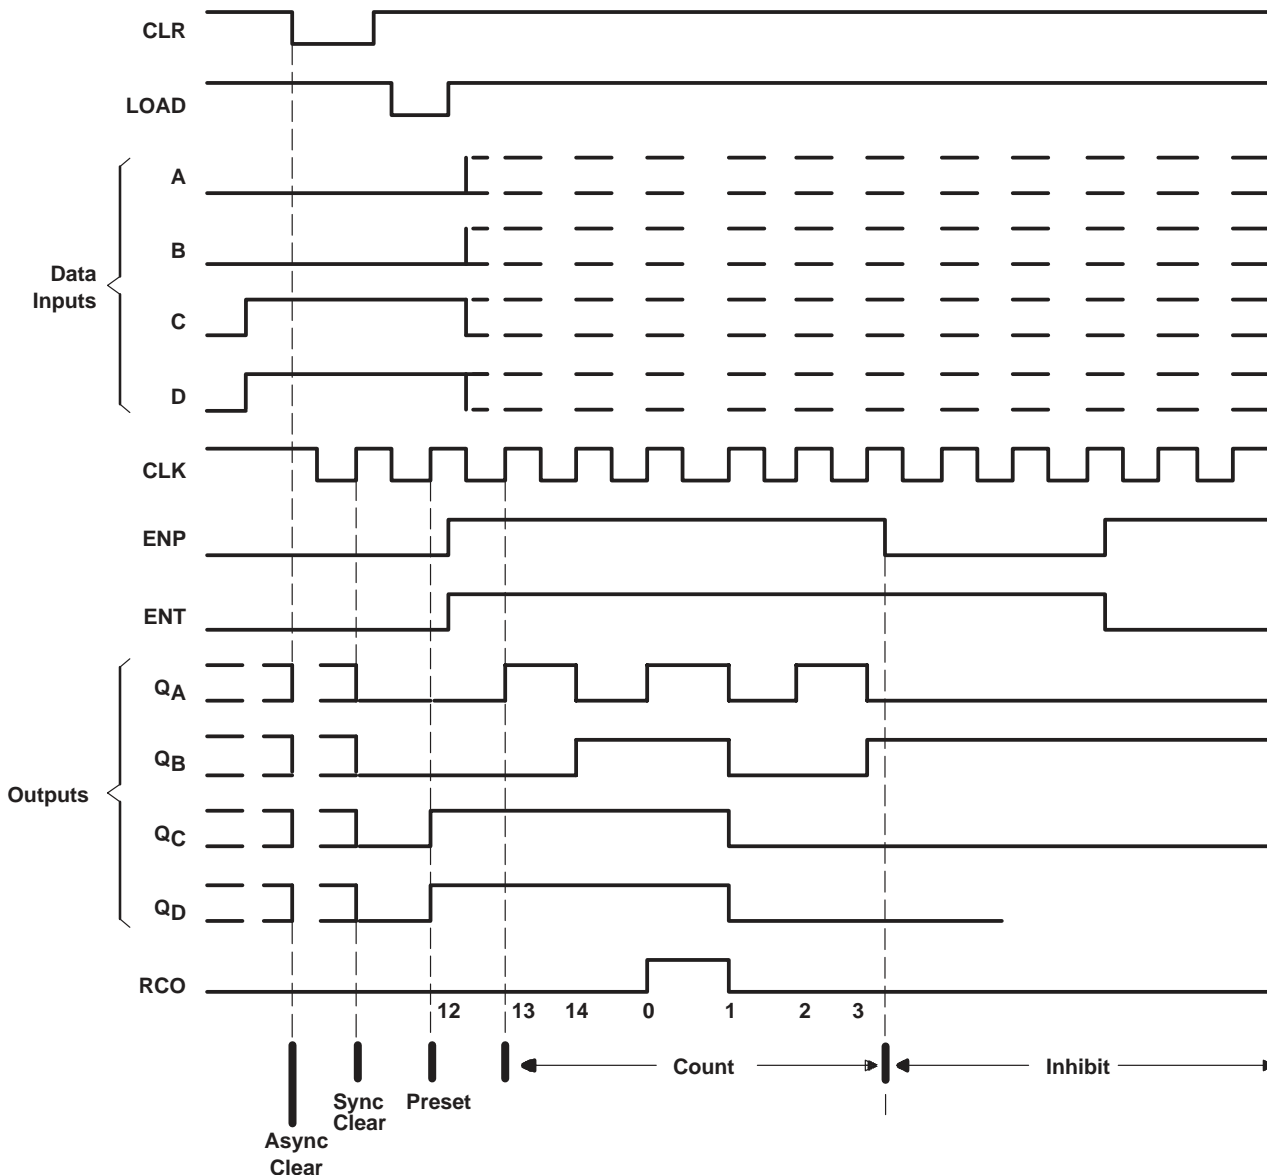 CLR
LOAD
A
B
Data
Inputs
C
D
CLK
ENP
ENT
QA
QB
Outputs
QC
QD
RCO
12 13 14 0 1 2 3
Count
Inhibit
Sync
Clear
Preset
Async
Clear